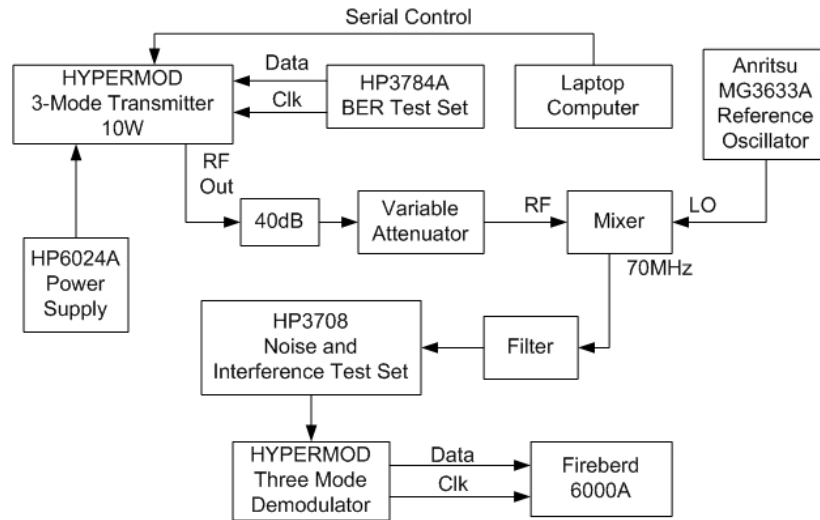 Serial Control
HYPERMOD
3-Mode Transmitter
10W
Data
Clk
HP3784A
BER Test Set
Laptop
Computer
Anritsu
MG3633A
Reference
Oscillator
RF
Out
40dB
Variable
Attenuator
RF
Mixer
LO
70MHz
HP6024A
Power
Supply
HP3708
Noise and
Interference Test Set
Filter
HYPERMOD
Three Mode
Demodulator
Data
Clk
Fireberd
6000A